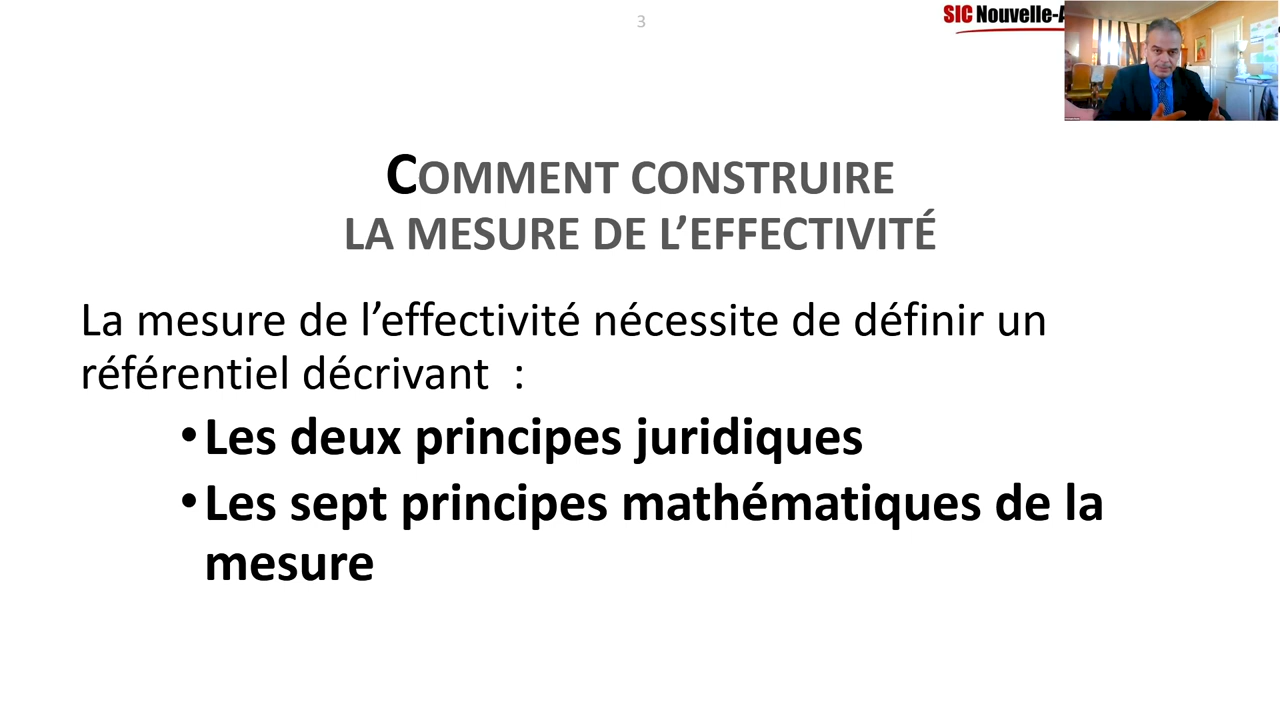 3
SIC Nouvelle-A
COMMENT CONSTRUIRE
LA MESURE DE L’EFFECTIVITÉ
La mesure de l’effectivité nécessite de définir un
référentiel décrivant :
•Les deux principes juridiques
•Les sept principes mathématiques de la
mesure